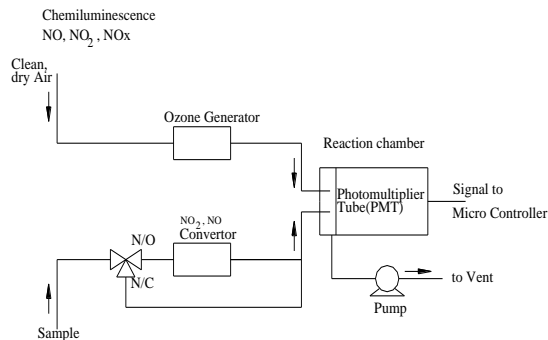 Chemiluminescence
NO, NO2, NOx
Clean,
dry Air
Ozone Generator
Reaction chamber
Photomultiplier
Tube(PMT)
Signal to
Micro Controller
NO2, NO
Convertor
N/O
N/C
to Vent
Pump
Sample